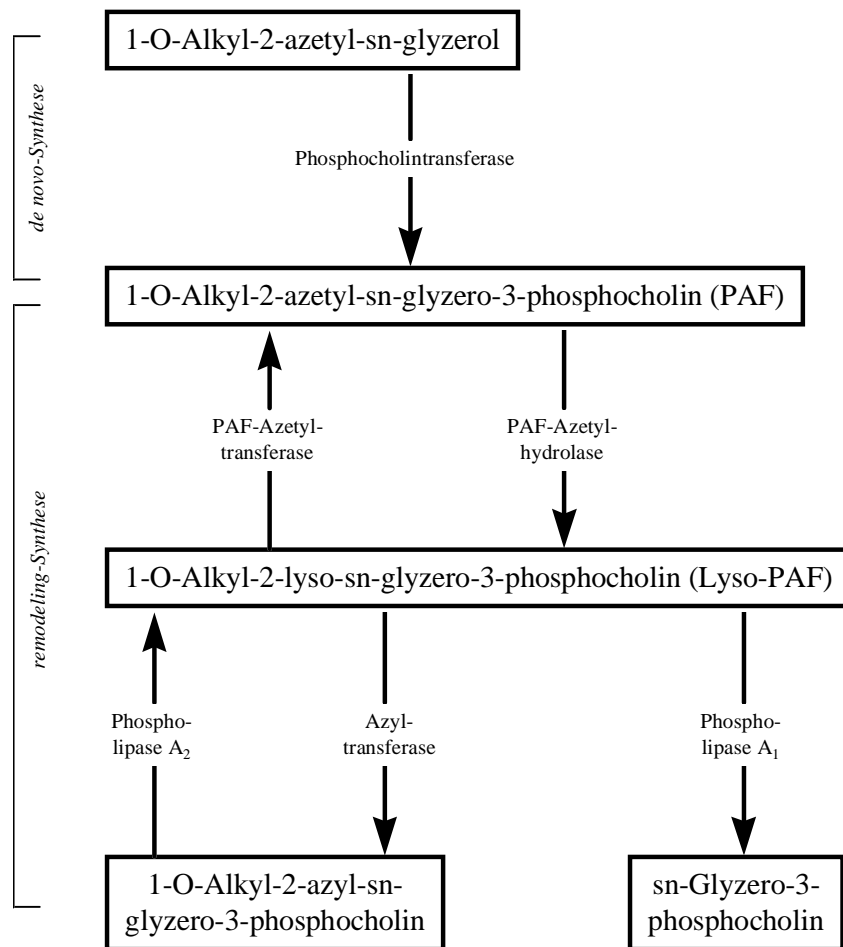 1-O-Alkyl-2-azetyl-sn-glyzerol
de novo-Synthese
Phosphocholintransferase
1-O-Alkyl-2-azetyl-sn-glyzero-3-phosphocholin (PAF)
remodeling-Synthese
PAF-Azetyl-
transferase
PAF-Azetyl-
hydrolase
1-O-Alkyl-2-lyso-sn-glyzero-3-phosphocholin (Lyso-PAF)
Phospho-
lipase A₂
Azyl-
transferase
Phospho-
lipase A₁
1-O-Alkyl-2-azyl-sn-
glyzero-3-phosphocholin
sn-Glyzero-3-
phosphocholin